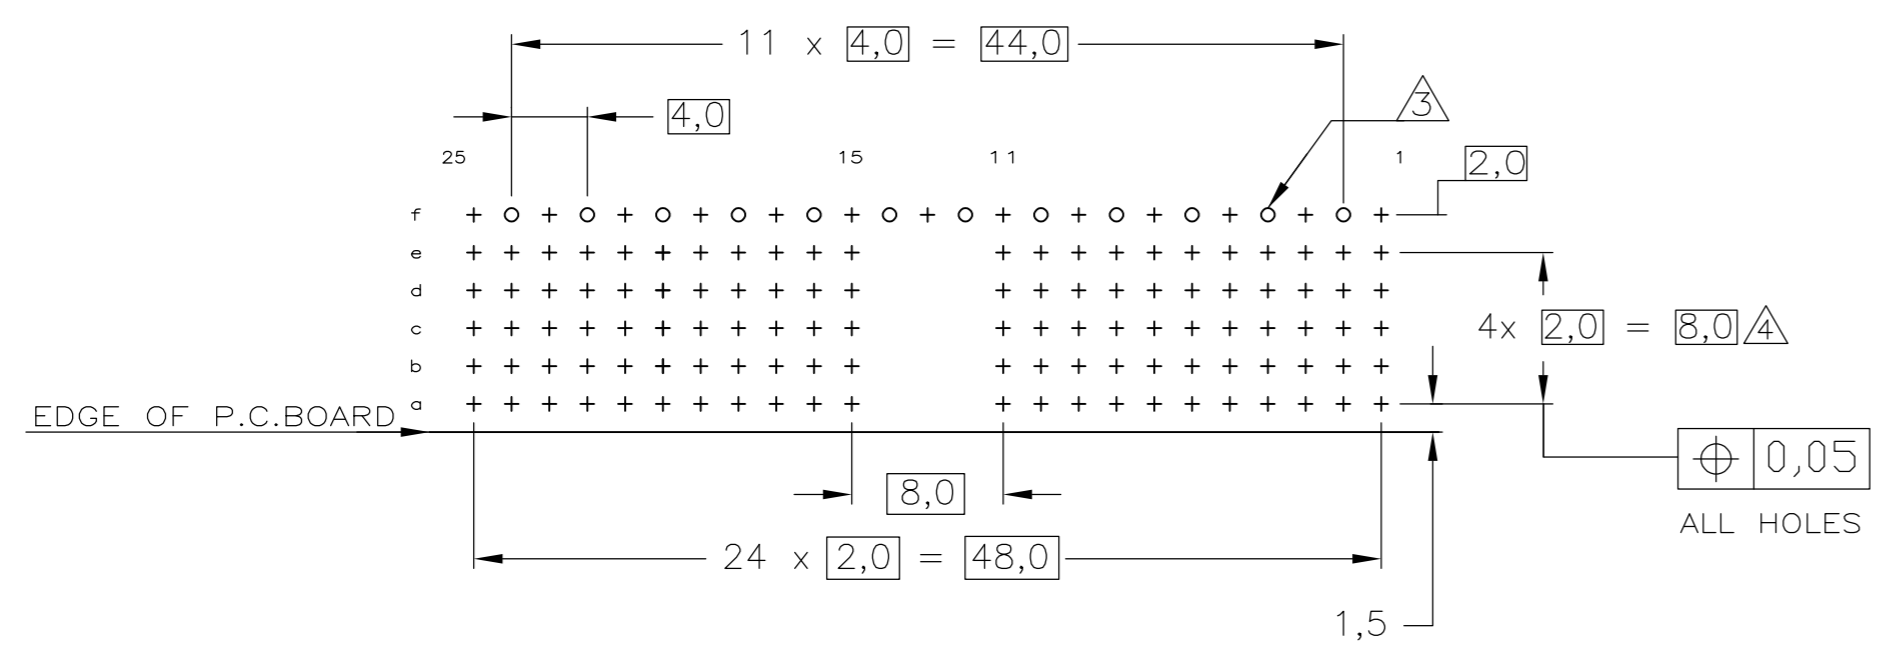 11 x 4,0 = 44,0
4,0
3
25 15 11 1
2,0
f
e
d
c
4x 2,0 = 8,0 4
b
a
EDGE OF P.C.BOARD
0,05
8,0
ALL HOLES
24 x 2,0 = 48,0
1,5